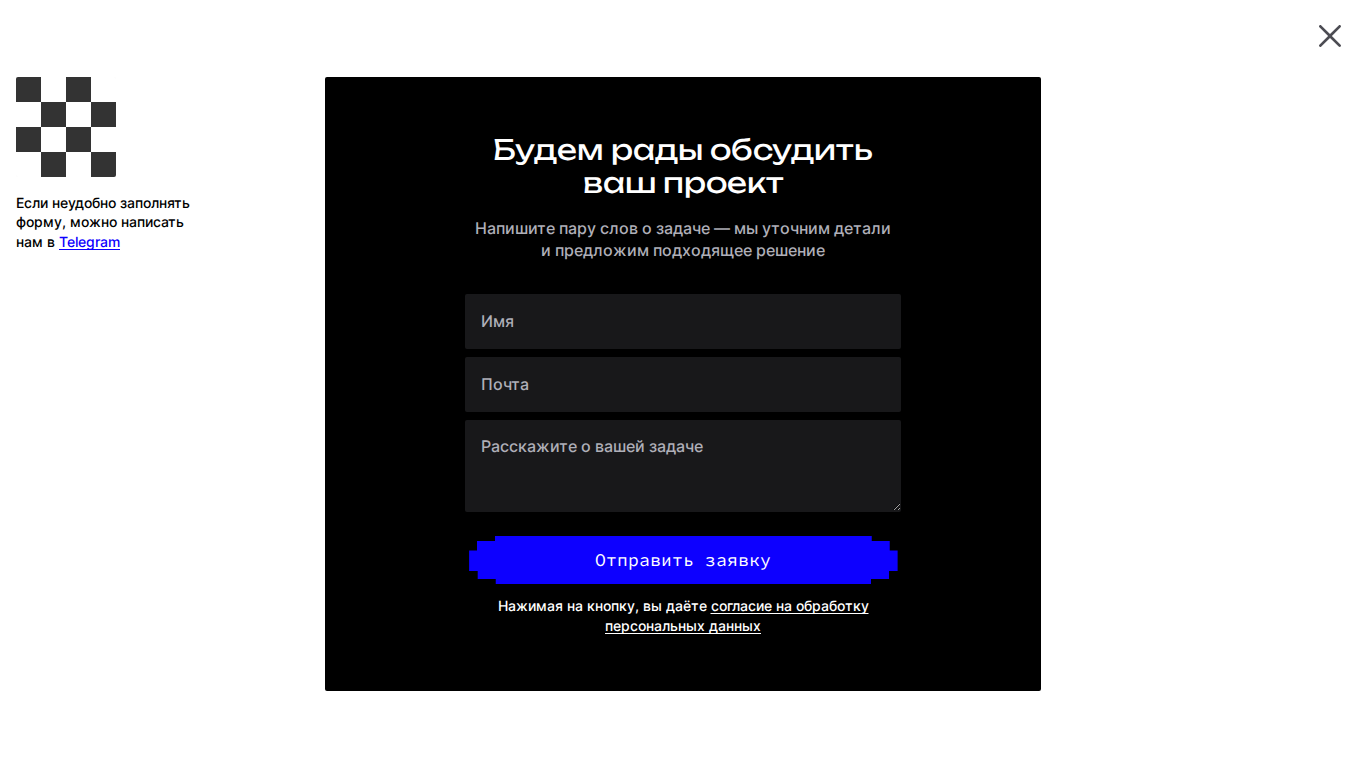 Если неудобно заполнять
форму, можно написать
нам в Telegram
Будем рады обсудить
ваш проект
Напишите пару слов о задаче — мы уточним детали
и предложим подходящее решение
Имя
Почта
Расскажите о вашей задаче
Отправить заявку
Нажимая на кнопку, вы даёте согласие на обработку
персональных данных